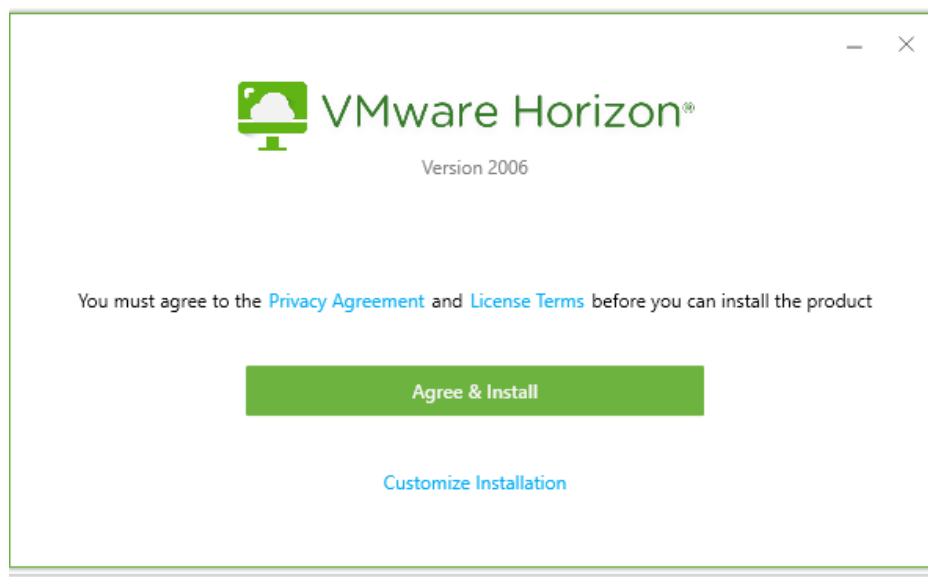 VMware Horizon®
Version 2006
You must agree to the Privacy Agreement and License Terms before you can install the product
Agree & Install
Customize Installation